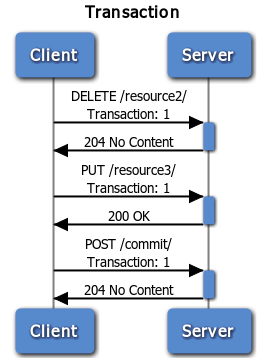 Transaction
Client Server
DELETE /resource2/
Transaction: 1
204 No Content
PUT /resource3/
Transaction: 1
200 OK
POST /commit/
Transaction: 1
204 No Content
Client Server